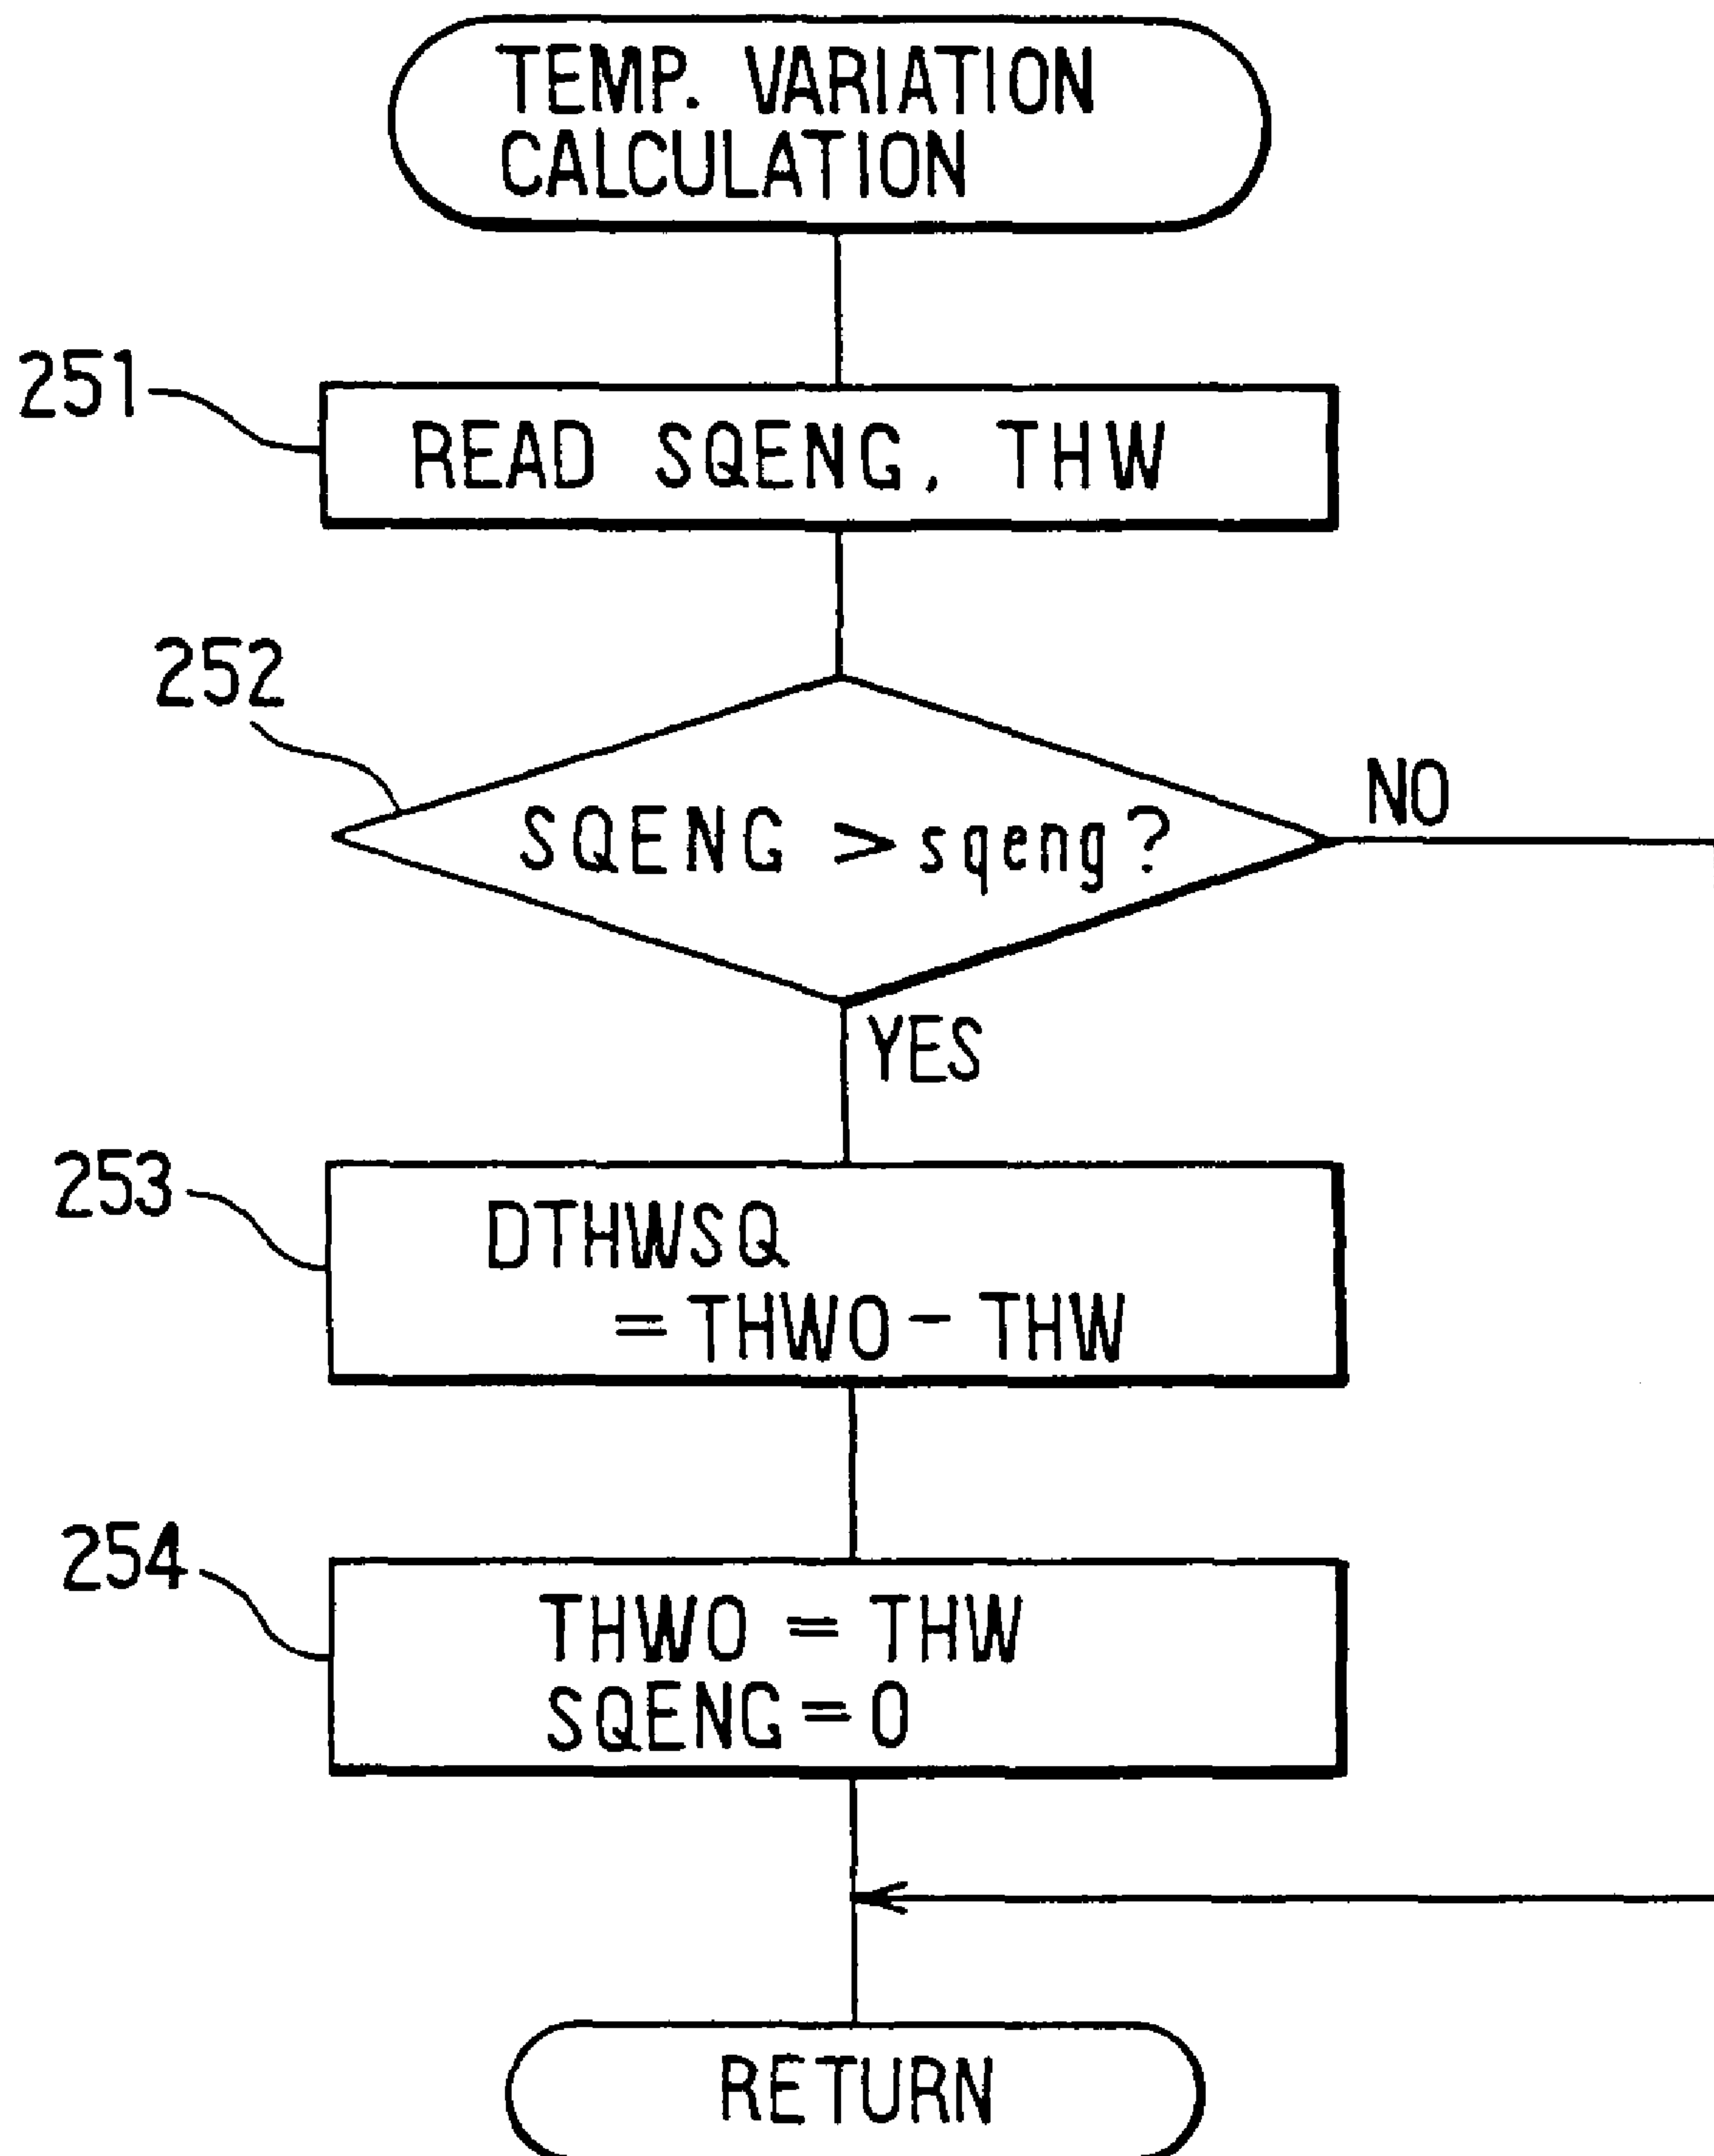 TEMP. VARIATION
CALCULATION
251
READ SQENG, THW
252
SQENG > sqeng?
NO
YES
253
DTHWSQ
= THWO - THW
254
THWO = THW
SQENG = 0
RETURN